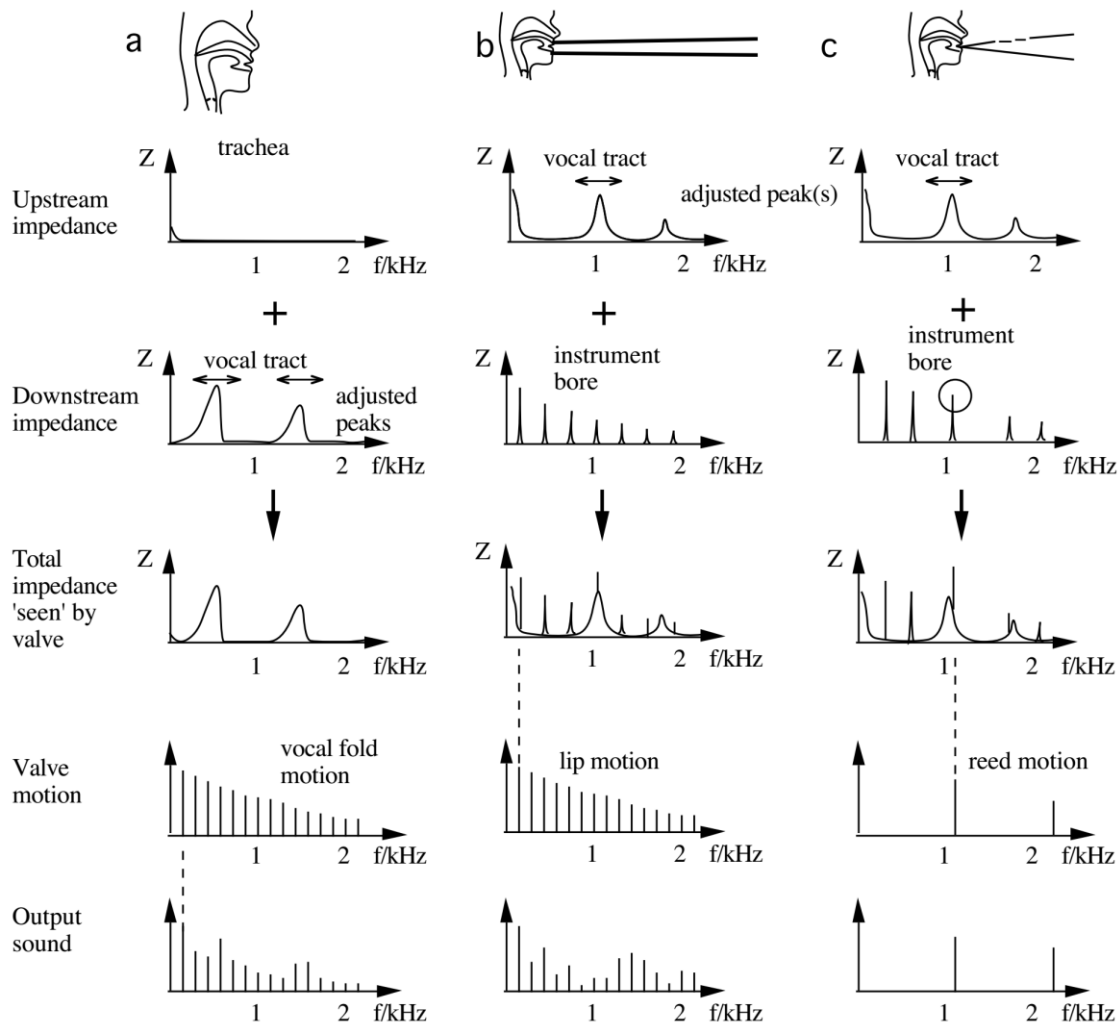 a
b
c
Z
trachea
Upstream
impedance
1
2
f/kHz
Z
vocal tract
adjusted peak(s)
1
2
f/kHz
Z
vocal tract
1
2
+
+
+
Z
vocal tract
Downstream
impedance
adjusted
peaks
1
2
f/kHz
Z
instrument
bore
1
2
f/kHz
Z
instrument
bore
1
2
f/kHz
Total
impedance
'seen' by
valve
Z
1
2
f/kHz
Z
1
2
f/kHz
Z
1
2
f/kHz
Valve
motion
vocal fold
motion
1
2
f/kHz
lip motion
1
2
f/kHz
reed motion
1
2
f/kHz
Output
sound
1
2
f/kHz
1
2
f/kHz
1
2
f/kHz